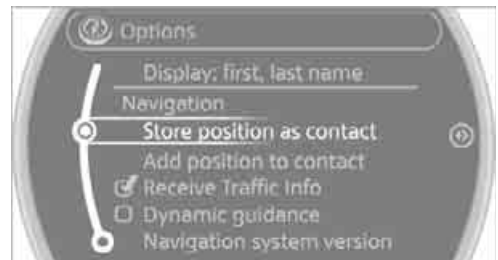 Options
Display: first, last name
Navigation
Store position as contact
Add position to contact
Receive Traffic Info
Dynamic guidance
Navigation system version